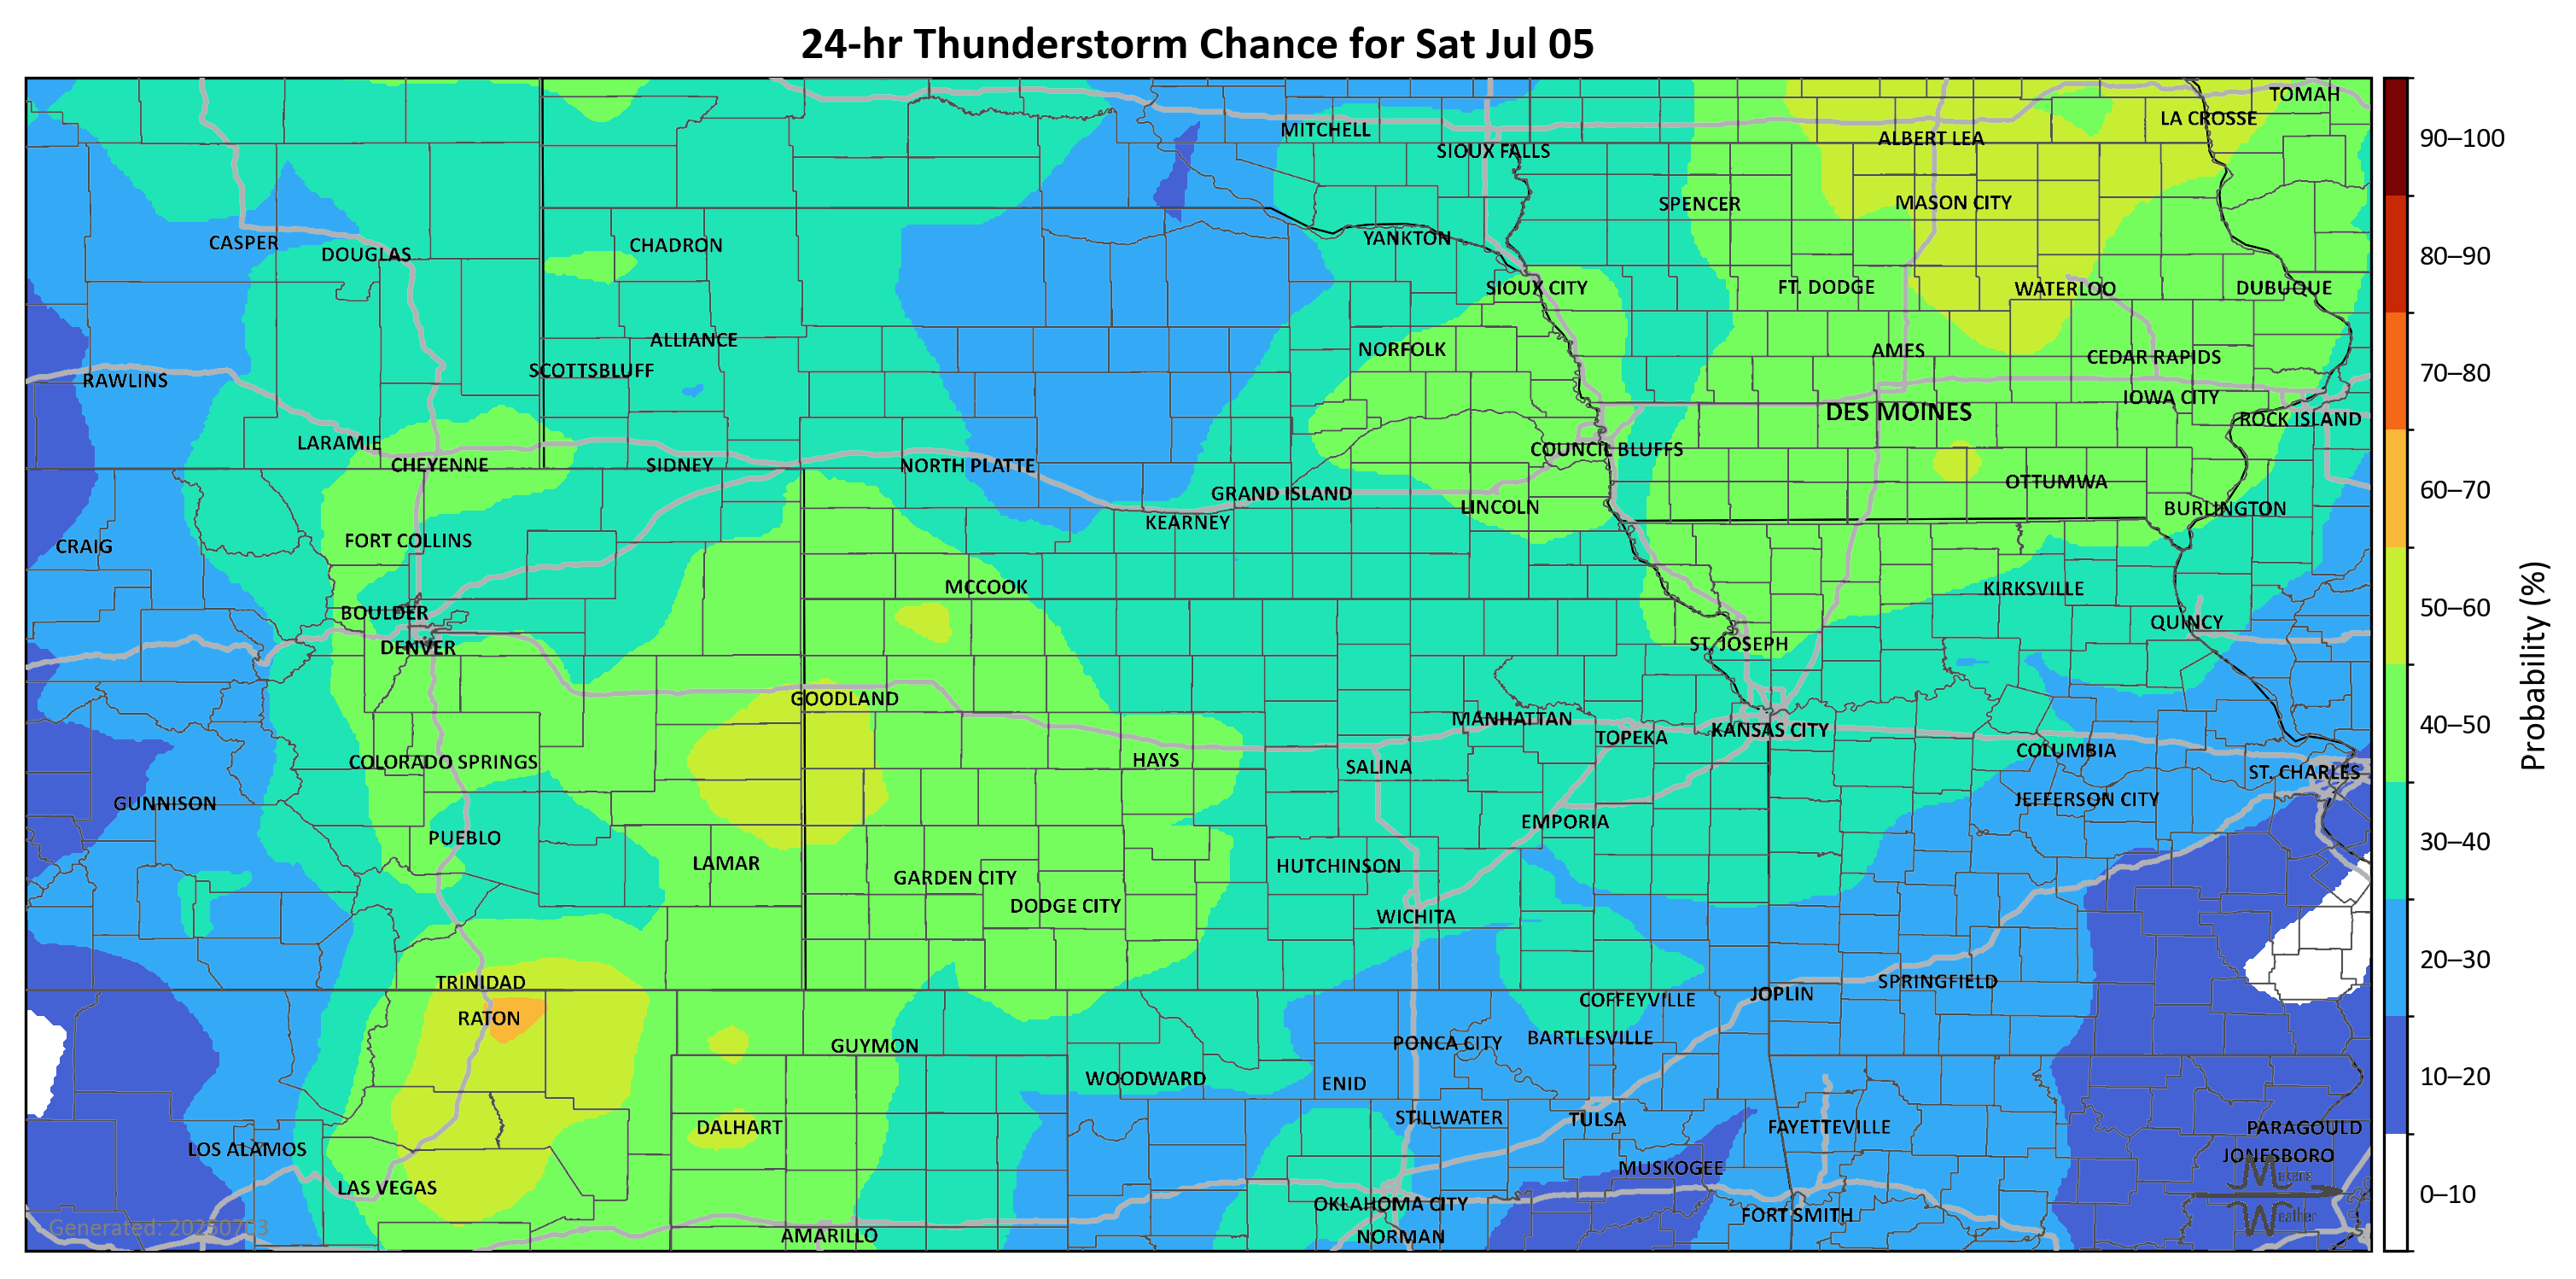 24-hr Thunderstorm Chance for Sat Jul 05
TOMAH
LA CROSSE
MITCHELL
ALBERT LEA
SIOUX FALLS
SPENCER
MASON CITY
YANKTON
CASPER
CHADRON
DOUGLAS
SIOUX CITY
FT. DODGE
WATERLOO
DUBUQUE
ALLIANCE
NORFOLK
AMES
CEDAR RAPIDS
SCOTTSBLUFF
RAWLINS
IOWA CITY
DES MOINES
ROCK ISLAND
LARAMIE
COUNCIL BLUFFS
CHEYENNE
SIDNEY
NORTH PLATTE
OTTUMWA
GRAND ISLAND
LINCOLN
BURLINGTON
KEARNEY
CRAIG
FORT COLLINS
MCCOOK
KIRKSVILLE
BOULDER
QUINCY
DENVER
ST. JOSEPH
GOODLAND
MANHATTAN
TOPEKA
KANSAS CITY
COLUMBIA
COLORADO SPRINGS
HAYS
SALINA
ST. CHARLES
GUNNISON
JEFFERSON CITY
EMPORIA
PUEBLO
LAMAR
HUTCHINSON
GARDEN CITY
DODGE CITY
WICHITA
TRINIDAD
SPRINGFIELD
JOPLIN
COFFEYVILLE
RATON
BARTLESVILLE
GUYMON
PONCA CITY
WOODWARD
ENID
STILLWATER
TULSA
DALHART
FAYETTEVILLE
PARAGOULD
LOS ALAMOS
JONESBORO
MUSKOGEE
LAS VEGAS
OKLAHOMA CITY
FORT SMITH
AMARILLO
NORMAN
Generated: 20250703
Makens
Weather
90–100
80–90
70–80
60–70
50–60
40–50
30–40
20–30
10–20
0–10
Probability (%)